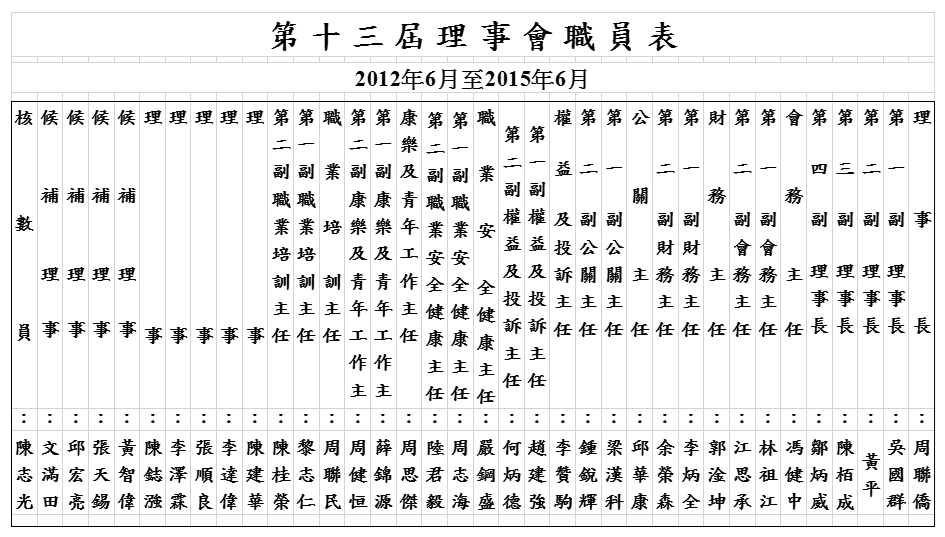 第十三屆理事會職員表
2012年6月至2015年6月
理事長：周聯僑
第一副理事長：吳國群
第二副理事長：黃平
第三副理事長：陳栢成
第四副理事長：鄒炳威
會務主任：馮健中
第一副會務主任：林祖江
第二副會務主任：江思承
財務主任：郭淦坤
第一副財務主任：李炳全
第二副財務主任：余榮森
公關主任：邱華康
第一副公關主任：梁漢科
第二副公關主任：鍾銳輝
權益及投訴主任：李贊駒
第一副權益及投訴主任：趙建強
第二副權益及投訴主任：何炳德
職業安全健康主任：嚴鋼盛
第一副職業安全健康主任：周志海
第二副職業安全健康主任：陸君毅
康樂及青年工作主任：周思傑
第一副康樂及青年工作主：薛錦源
第二副康樂及青年工作主：周健恒
職業培訓主任：周聯民
第一副職業培訓主任：黎志仁
第二副職業培訓主任：陳桂榮
理事：陳建華
理事：李達偉
理事：張順良
理事：李澤霖
理事：陳鋕漒
候補理事：黃智偉
候補理事：張天錫
候補理事：邱宏亮
候補理事：文滿田
核數員：陳志光